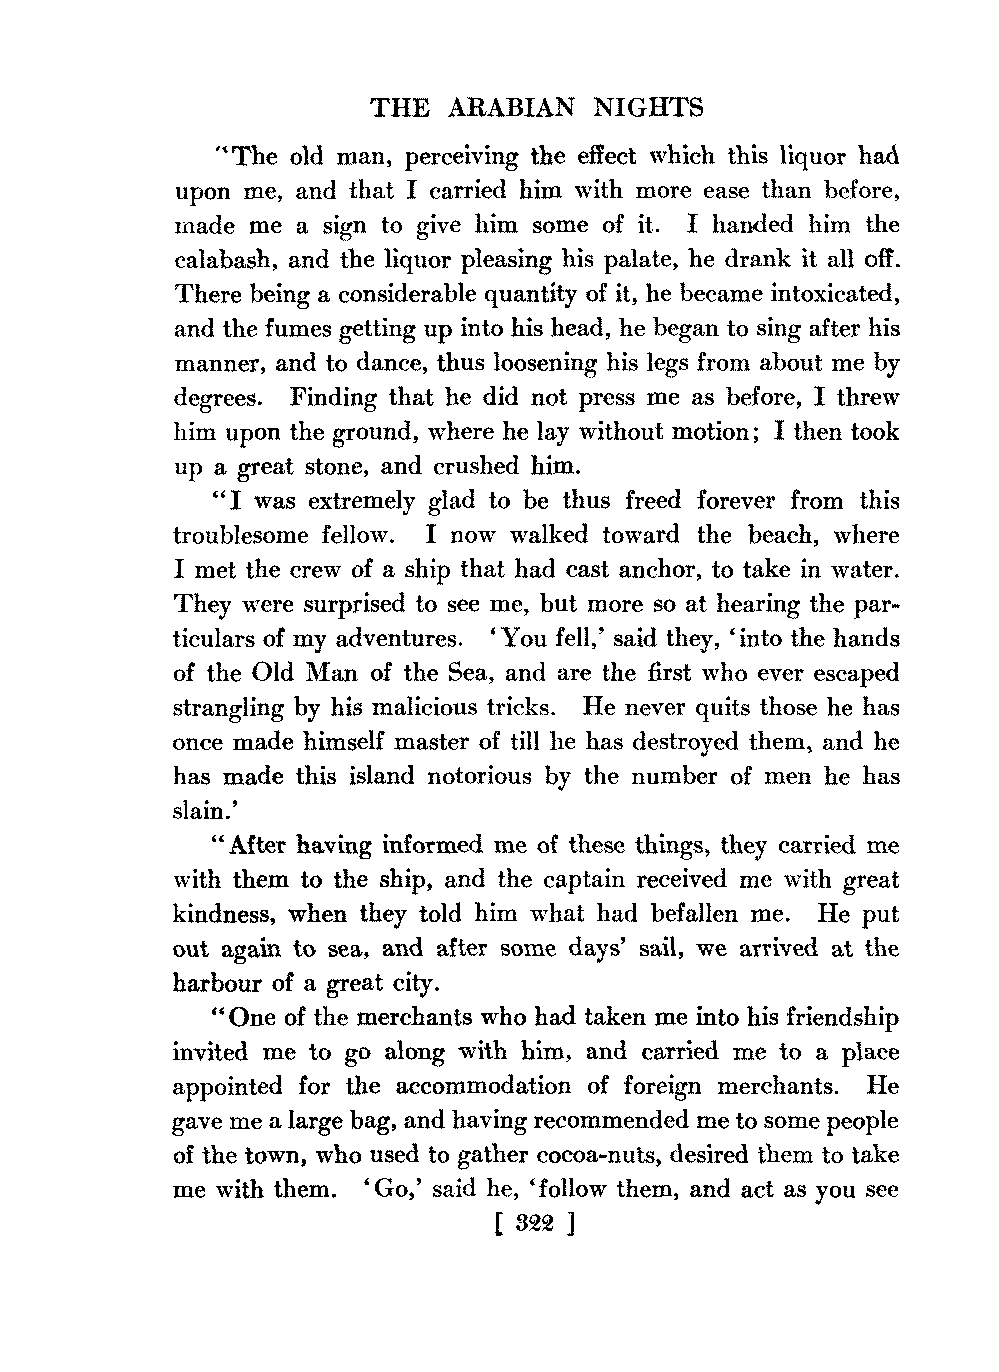 THE ARABIAN NIGHTS
"The old man, perceiving the effect which this liquor had
upon me, and that I carried him with more ease than before,
made me a sign to give him some of it. I handed him the
calabash, and the liquor pleasing his palate, he drank it all off.
There being a considerable quantity of it, he became intoxicated,
and the fumes getting up into his head, he began to sing after his
manner, and to dance, thus loosening his legs from about me by
degrees. Finding that he did not press me as before, I threw
him upon the ground, where he lay without motion; I then took
up a great stone, and crushed him.
"I was extremely glad to be thus freed forever from this
troublesome fellow. I now walked toward the beach, where
I met the crew of a ship that had cast anchor, to take in water.
They were surprised to see me, but more so at hearing the par-
ticulars of my adventures. 'You fell,' said they, 'into the hands
of the Old Man of the Sea, and are the first who ever escaped
strangling by his malicious tricks. He never quits those he has
once made himself master of till he has destroyed them, and he
has made this island notorious by the number of men he has
slain.'
"After having informed me of these things, they carried me
with them to the ship, and the captain received me with great
kindness, when they told him what had befallen me. He put
out again to sea, and after some days' sail, we arrived at the
harbour of a great city.
"One of the merchants who had taken me into his friendship
invited me to go along with him, and carried me to a place
appointed for the accommodation of foreign merchants. He
gave me a large bag, and having recommended me to some people
of the town, who used to gather cocoa-nuts, desired them to take
me with them. 'Go,' said he, 'follow them, and act as you see
[ 322 ]